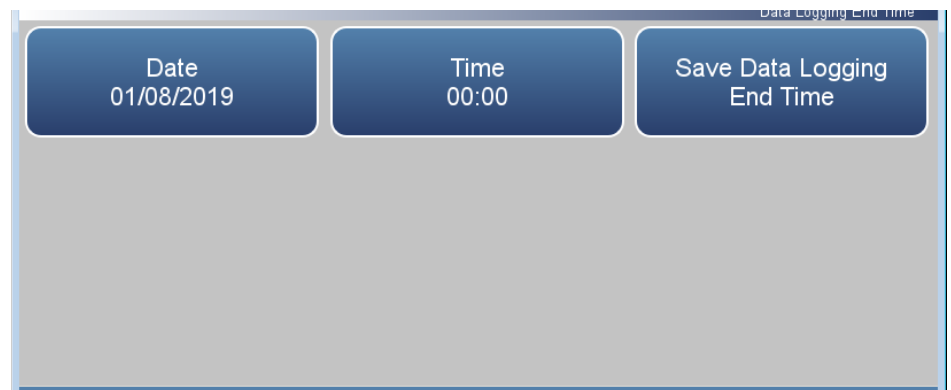 Data Logging End Time
Date
01/08/2019
Time
00:00
Save Data Logging
End Time